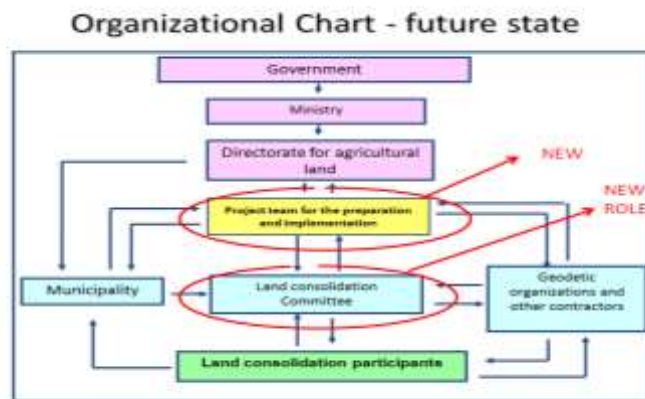 Organizational Chart - future state
Government
Ministry
Directorate for agricultural
land
NEW
NEW
ROLE
Project team for the preparation
and implementation
Municipality
Land consolidation
Committee
Geodetic
organizations and
other contractors
Land consolidation participants